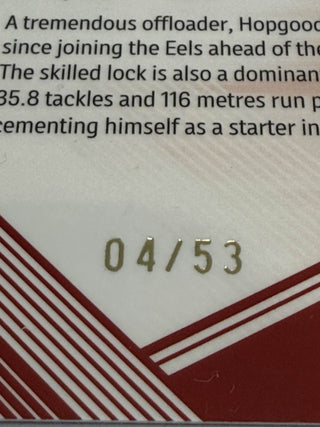 A tremendous offloader, Hopgood
since joining the Eels ahead of the
The skilled lock is also a dominant
35.8 tackles and 116 metres run p
cementing himself as a starter in
04/53